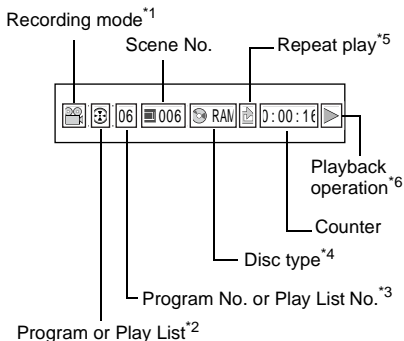 Recording mode*1
Scene No.
Repeat play*5
06 006 RAM 0:00:16
Playback
operation*6
Counter
Disc type*4
Program No. or Play List No.*3
Program or Play List*2